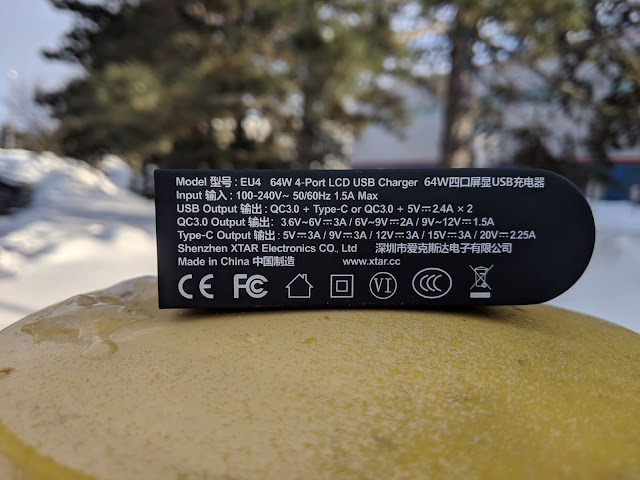 Model 型号 : EU4 64W 4-Port LCD USB Charger 64W四口屏显USB充电器
Input 输入 : 100-240V~ 50/60Hz 1.5A Max
USB Output 输出: QC3.0 + Type-C or QC3.0 + 5V⎓2.4A × 2
QC3.0 Output 输出: 3.6V~6V⎓3A / 6V~9V⎓2A / 9V~12V⎓1.5A
Type-C Output 输出: 5V⎓3A / 9V⎓3A / 12V⎓3A / 15V⎓3A / 20V⎓2.25A
Shenzhen XTAR Electronics CO., Ltd 深圳市爱克斯达电子有限公司
Made in China 中国制造 www.xtar.cc
CE FC VI CCC